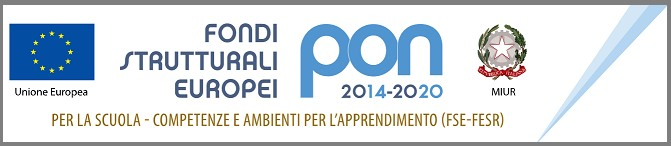 Unione Europea
FONDI
STRUTTURALI
EUROPEI
pon
2014-2020
MIUR
PER LA SCUOLA - COMPETENZE E AMBIENTI PER L'APPRENDIMENTO (FSE-FESR)